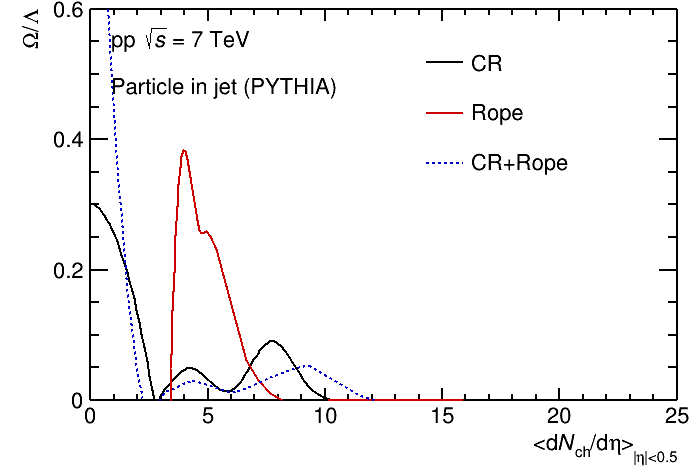 Ω/Λ
0.6
0.4
0.2
0
pp √s = 7 TeV
Particle in jet (PYTHIA)
CR
Rope
CR+Rope
0 5 10 15 20 25
<dN_ch/dη>_|η|<0.5